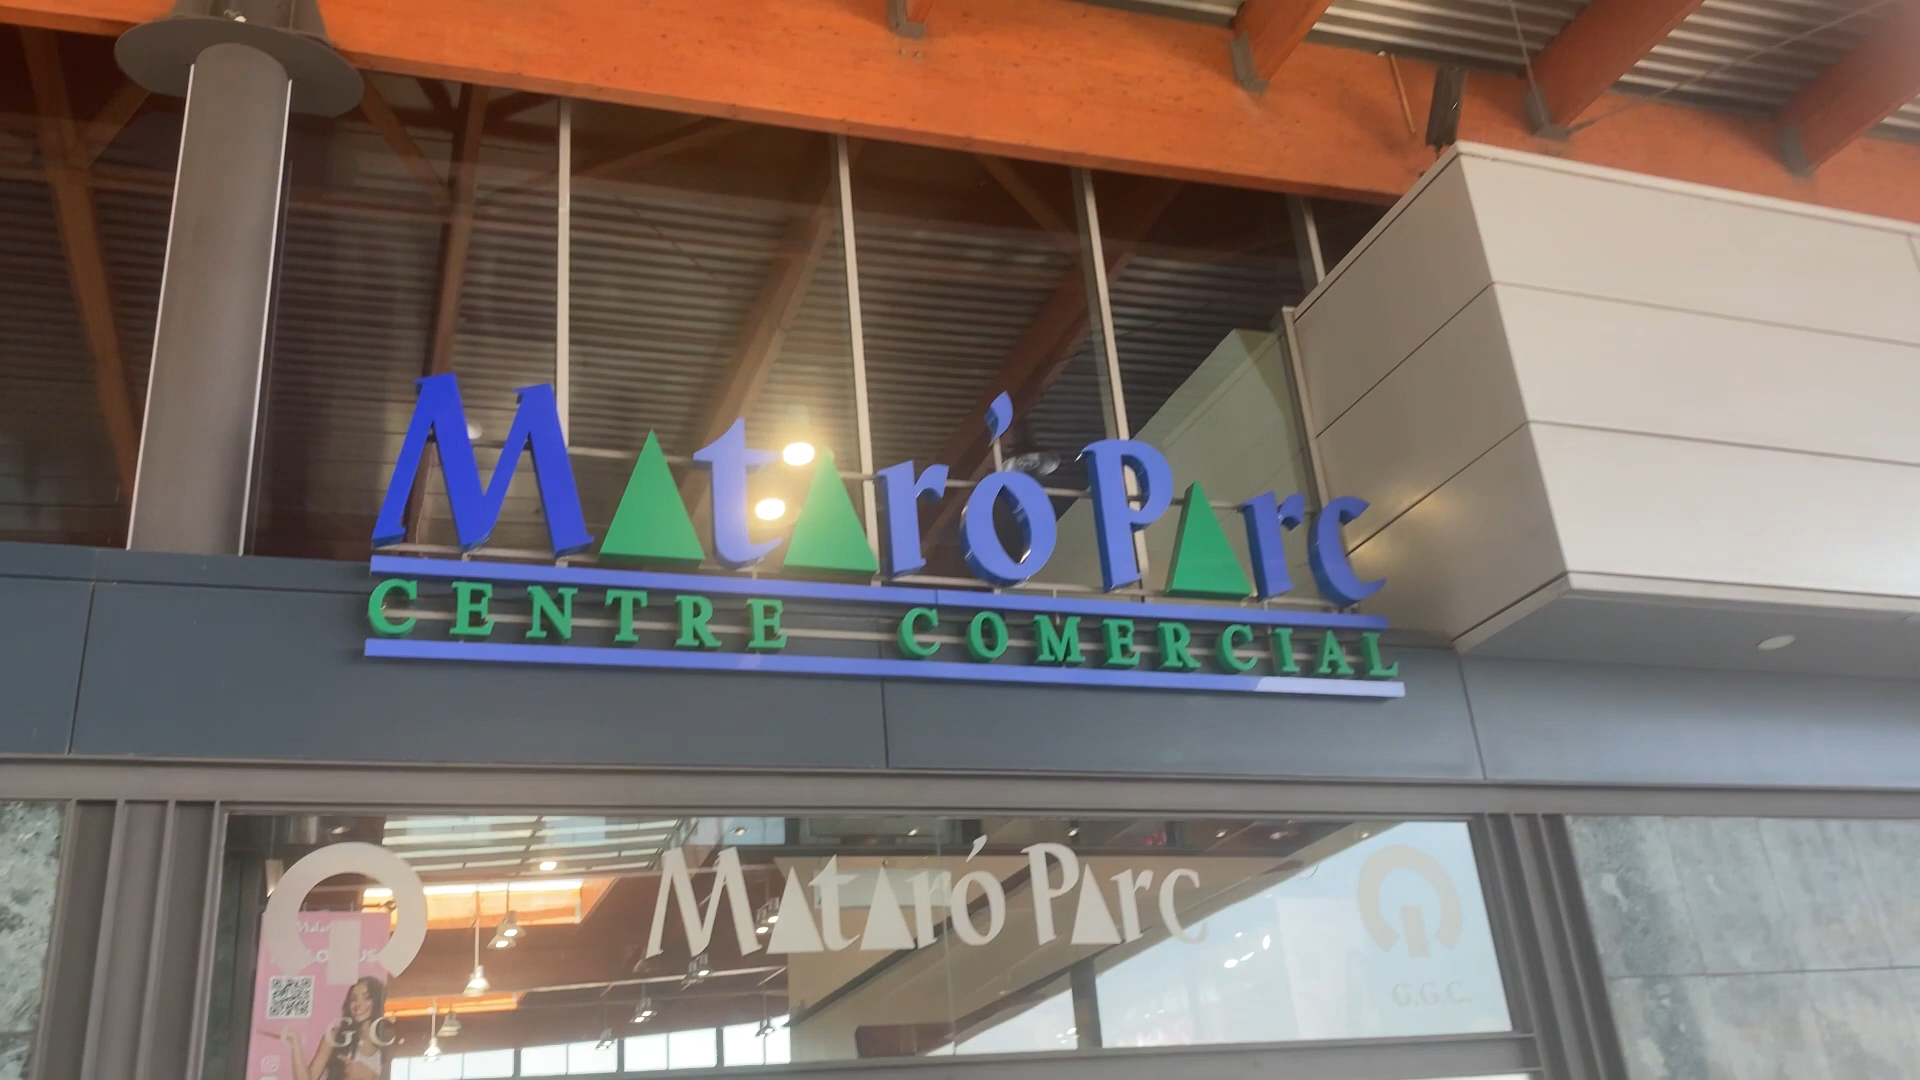 Mataró Parc
CENTRE COMERCIAL
Mataró Parc
G.G.C.
G.C.